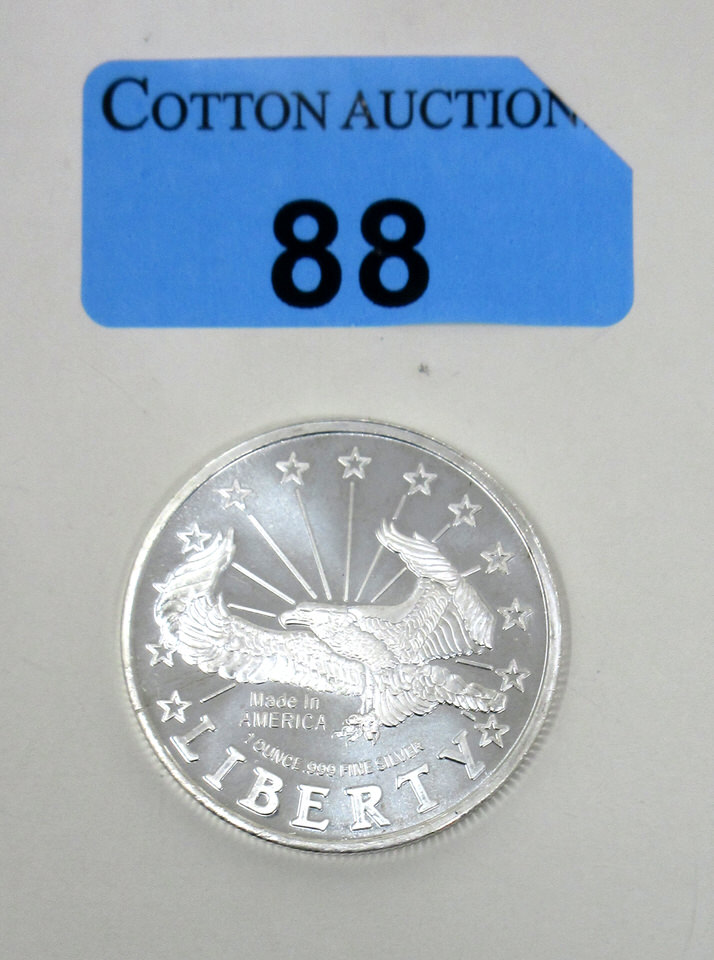 COTTON AUCTION
88
Made In
AMERICA
1 OUNCE .999 FINE SILVER
LIBERTY